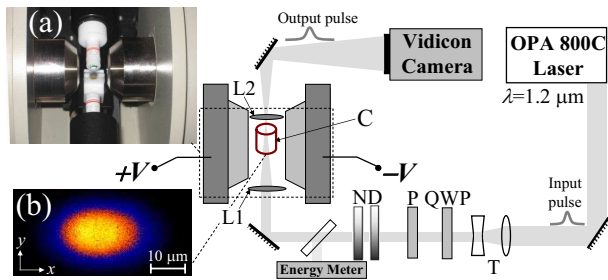 (a)
Output pulse
Vidicon
Camera
OPA 800C
Laser
λ=1.2 μm
L2
C
+V
−V
L1
ND
P
QWP
Input
pulse
T
Energy Meter
(b)
y
x
10 μm